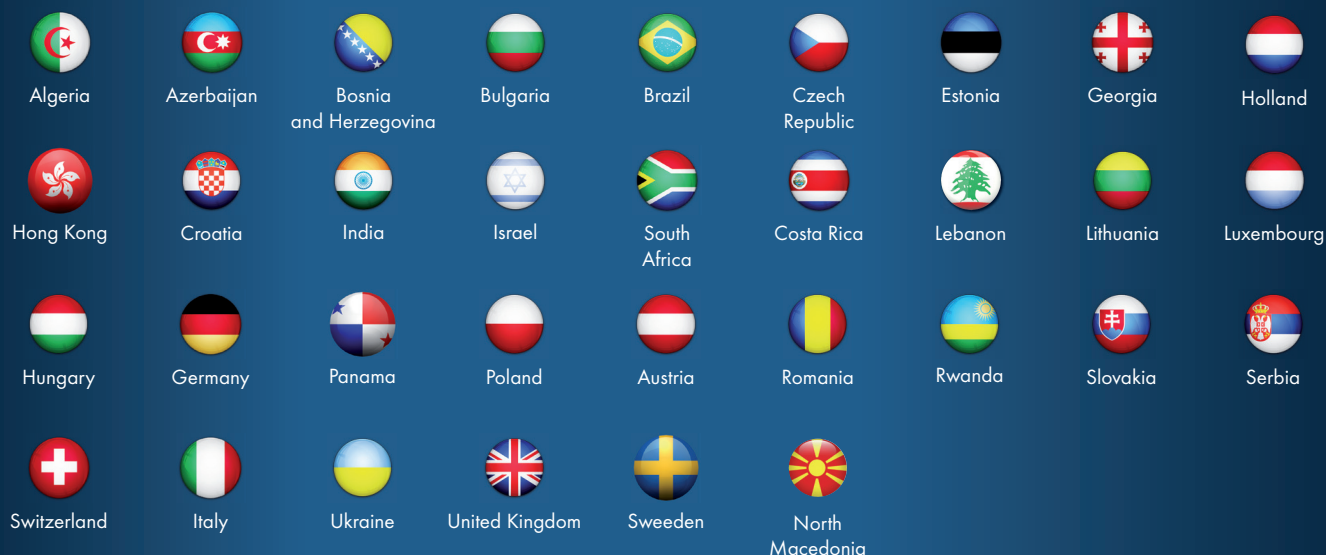 Algeria
Azerbaijan
Bosnia
and Herzegovina
Bulgaria
Brazil
Czech
Republic
Estonia
Georgia
Holland
Hong Kong
Croatia
India
Israel
South
Africa
Costa Rica
Lebanon
Lithuania
Luxembourg
Hungary
Germany
Panama
Poland
Austria
Romania
Rwanda
Slovakia
Serbia
Switzerland
Italy
Ukraine
United Kingdom
Sweeden
North
Macedonia